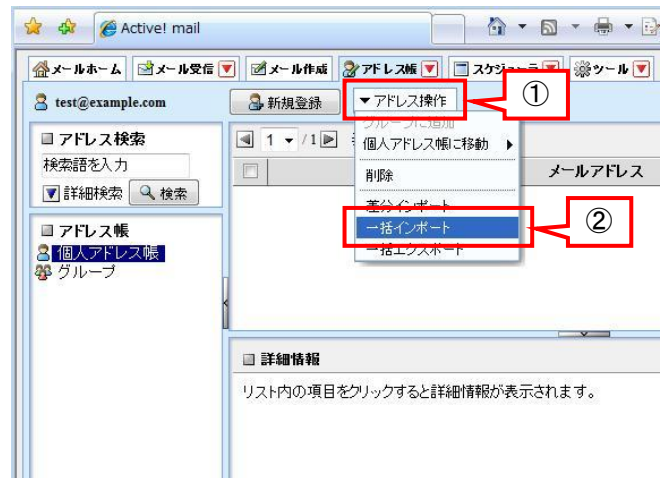 Active! mail
メールホーム メール受信 メール作成 アドレス帳 スケジューラ ツール
test@example.com 新規登録 ▼アドレス操作 ①
アドレス検索
検索語を入力
詳細検索 検索
1 /1
グループに追加
個人アドレス帳に移動
削除
差分インポート
一括インポート ②
一括エクスポート
メールアドレス
アドレス帳
個人アドレス帳
グループ
詳細情報
リスト内の項目をクリックすると詳細情報が表示されます。